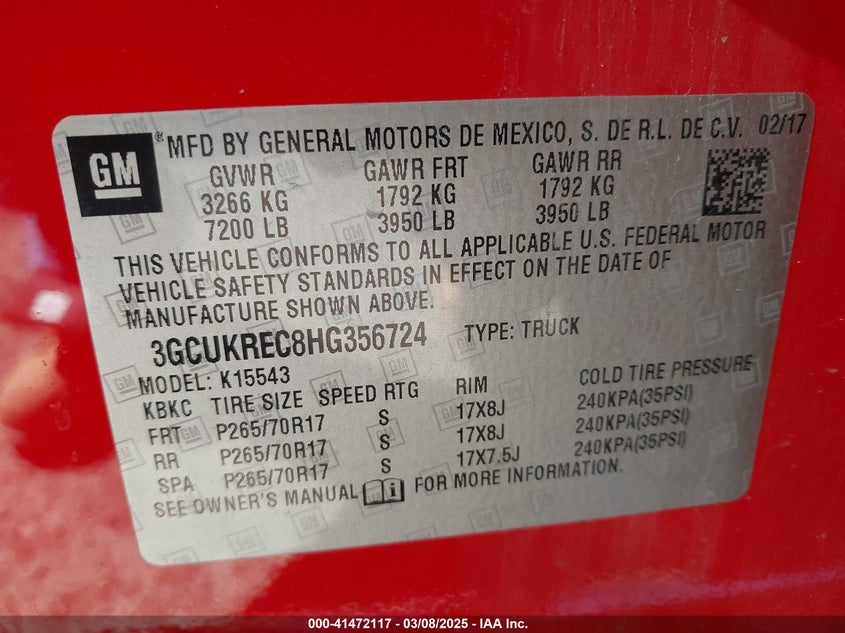 GM ® MFD BY GENERAL MOTORS DE MEXICO, S. DE R.L. DE C.V. 02/17
GVWR GAWR FRT GAWR RR
3266 KG 1792 KG 1792 KG
7200 LB 3950 LB 3950 LB
THIS VEHICLE CONFORMS TO ALL APPLICABLE U.S. FEDERAL MOTOR
VEHICLE SAFETY STANDARDS IN EFFECT ON THE DATE OF
MANUFACTURE SHOWN ABOVE.
3GCUKREC8HG356724 TYPE: TRUCK
MODEL: K15543
KBKC TIRE SIZE SPEED RTG RIM COLD TIRE PRESSURE
FRT P265/70R17 S 17X8J 240KPA(35PSI)
RR P265/70R17 S 17X8J 240KPA(35PSI)
SPA P265/70R17 S 17X7.5J 240KPA(35PSI)
SEE OWNER'S MANUAL i FOR MORE INFORMATION.
000-41472117 - 03/08/2025 - IAA Inc.